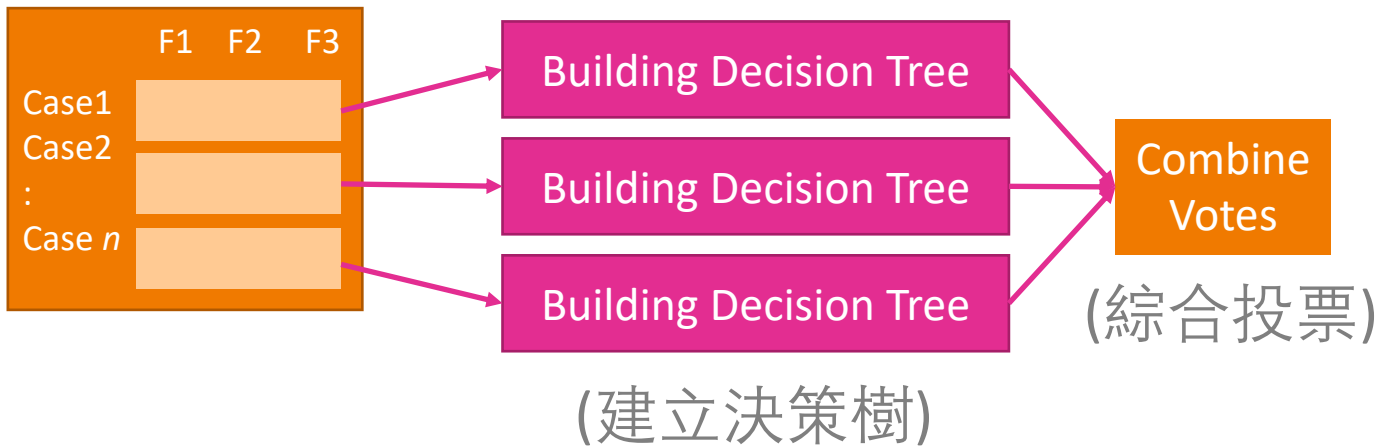 F1 F2 F3
Case1
Case2
:
Case n
Building Decision Tree
Building Decision Tree
Building Decision Tree
(建立決策樹)
Combine
Votes
(綜合投票)